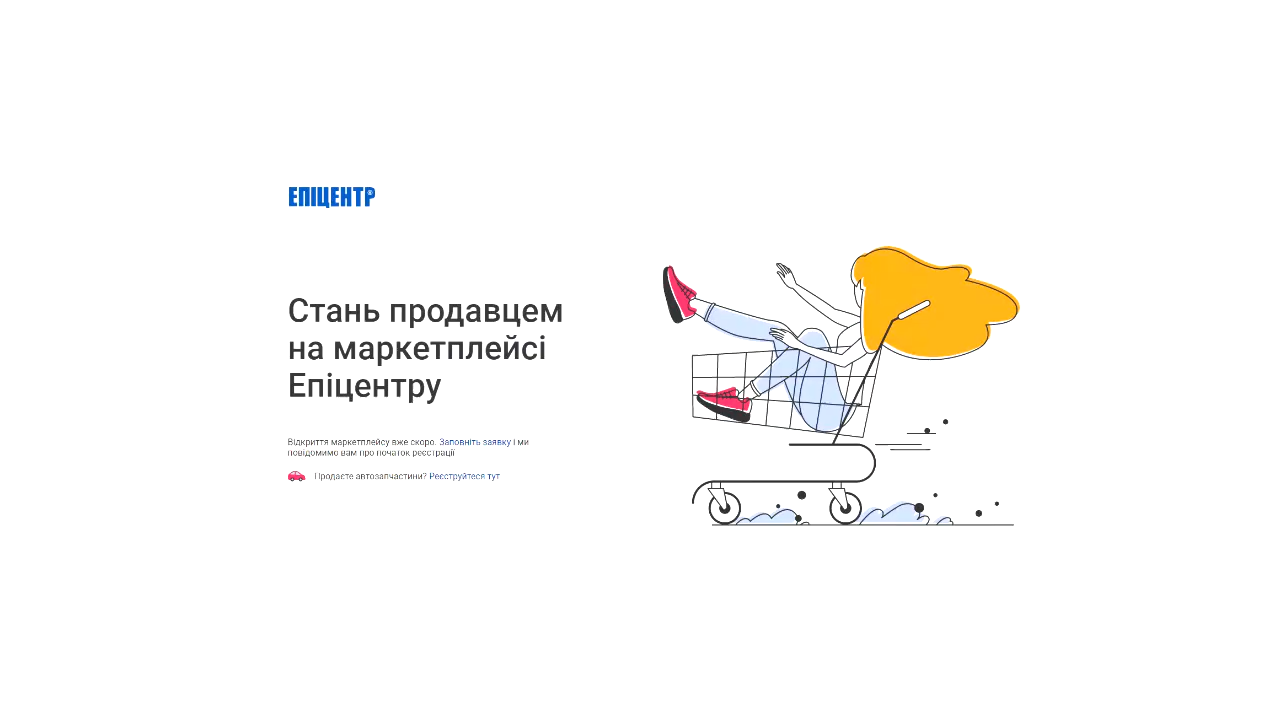 ЕПІЦЕНТР®
Стань продавцем
на маркетплейсі
Епіцентру
Відкриття маркетплейсу вже скоро. Заповніть заявку і ми
повідомимо вам про початок реєстрації
Продаєте автозапчастини? Реєструйтеся тут